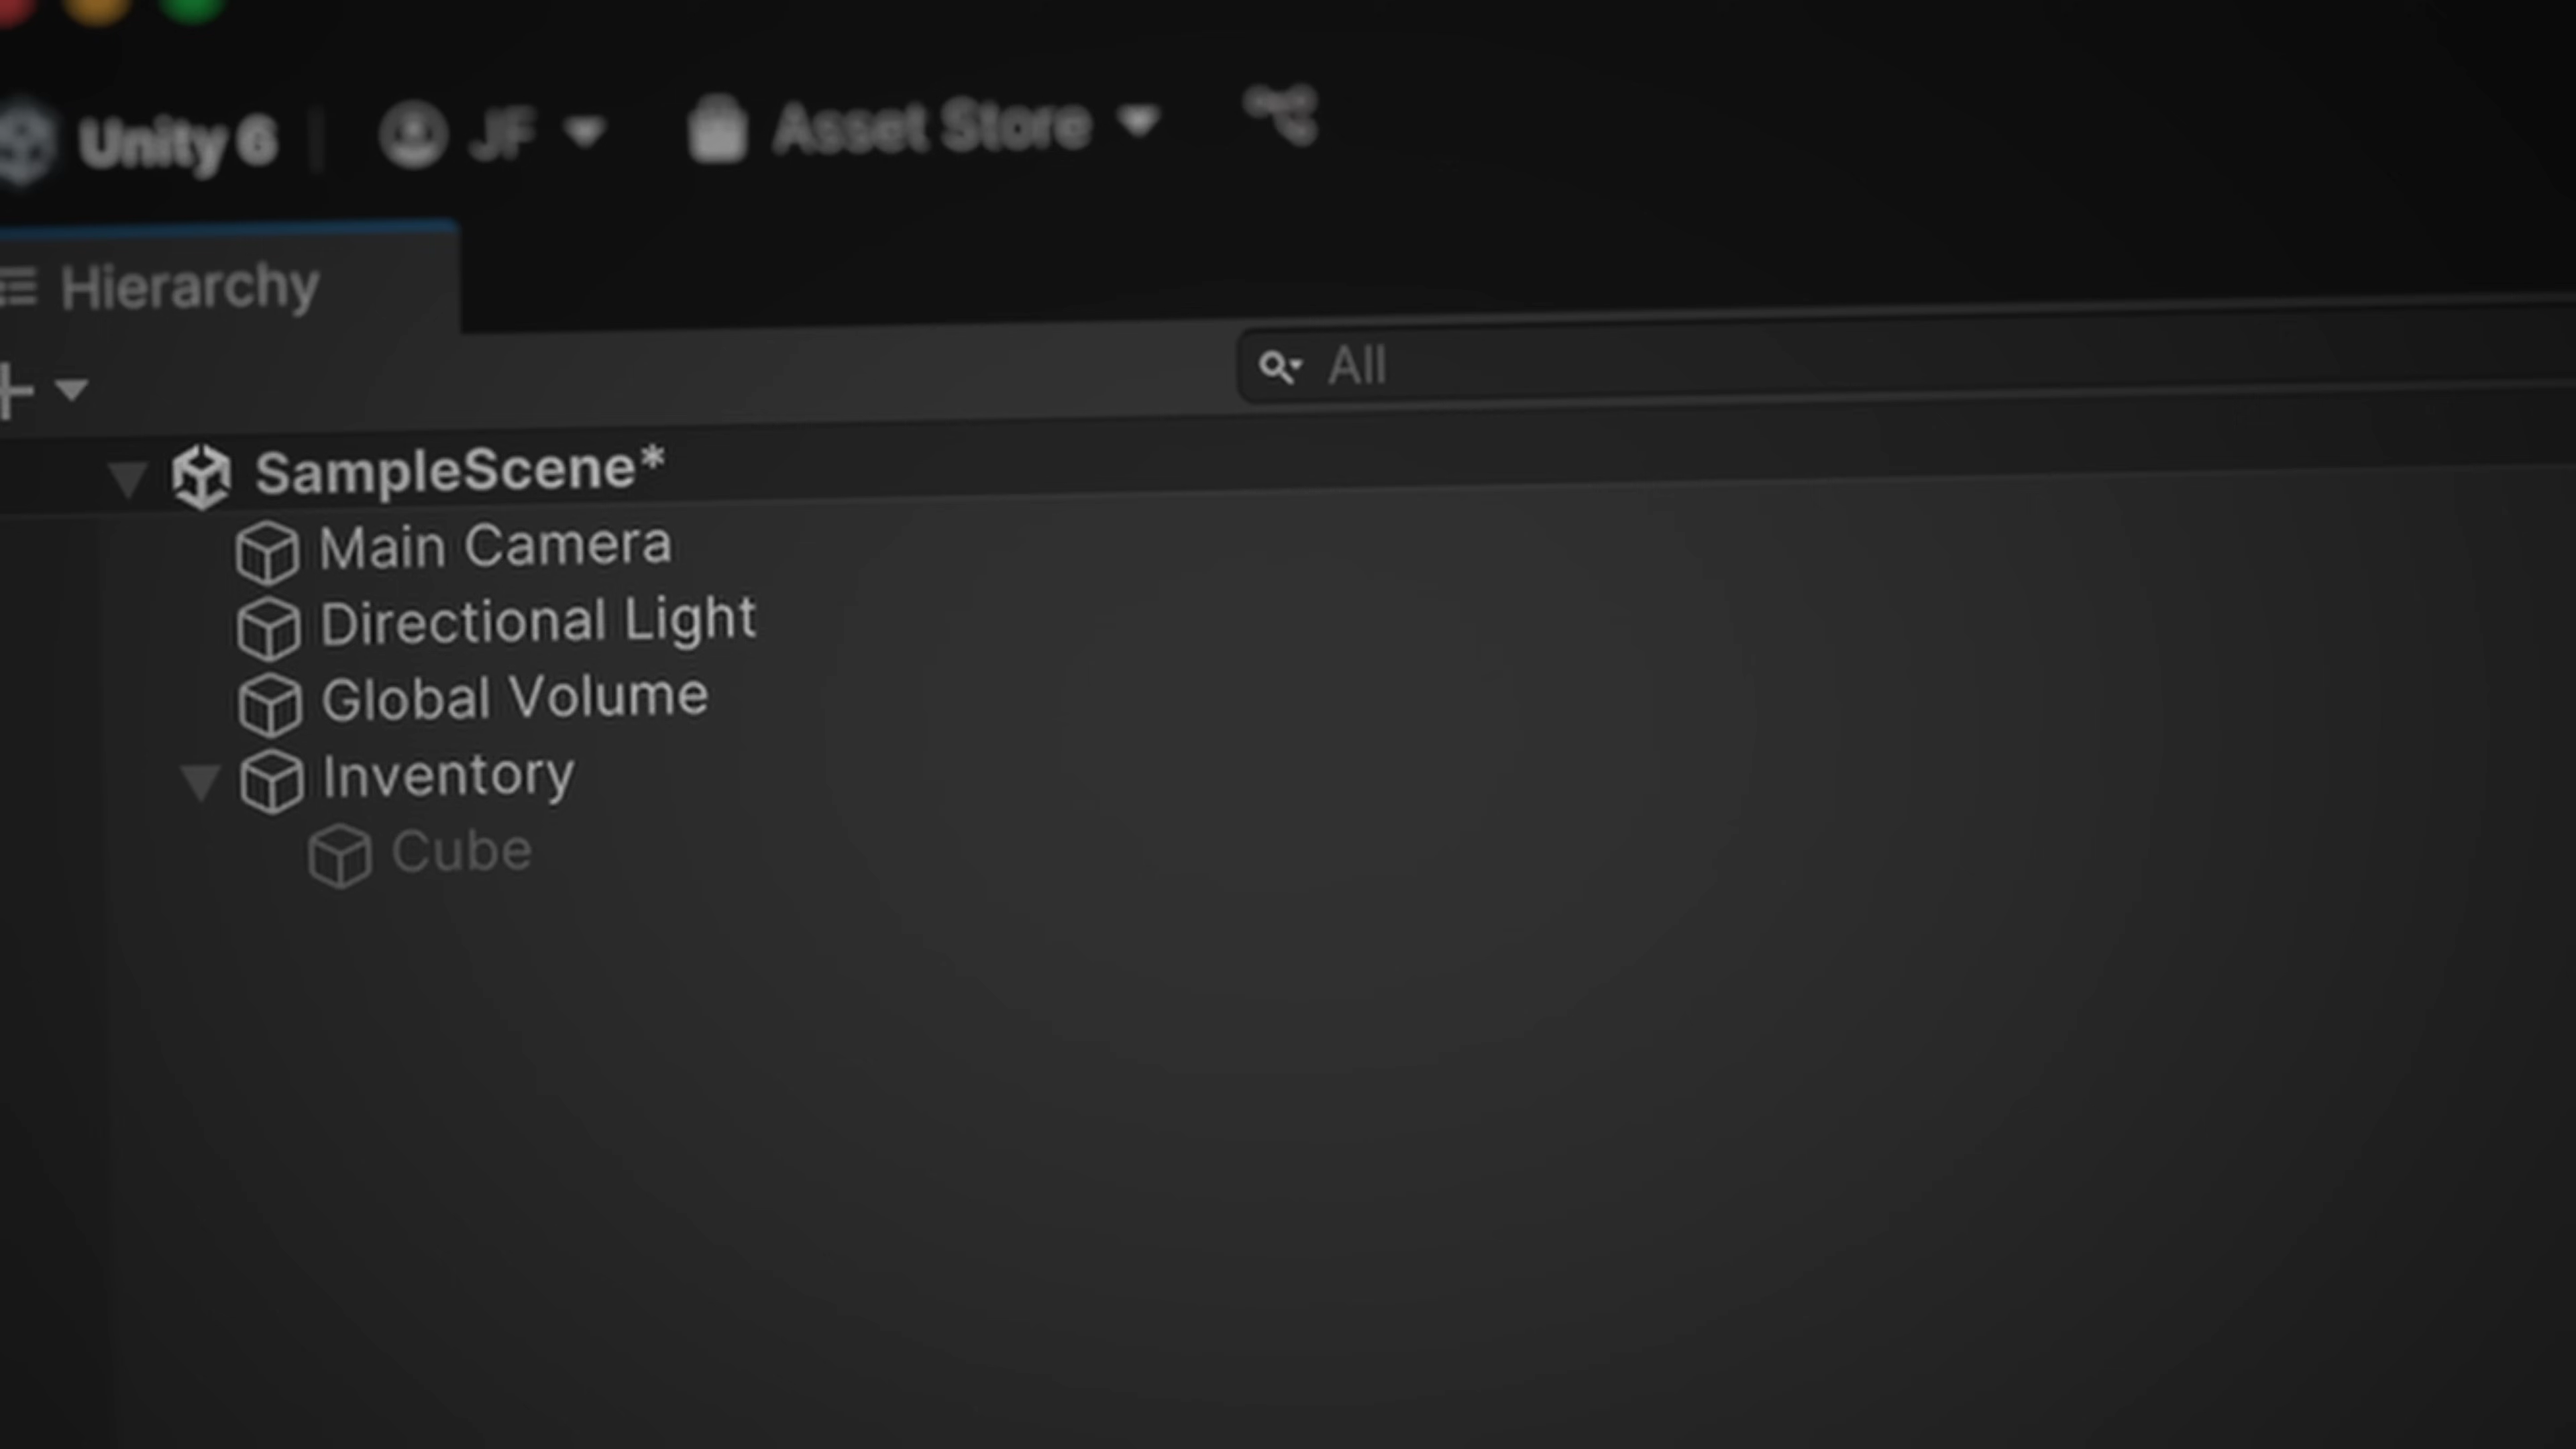 Unity 6 JF Asset Store
Hierarchy
All
SampleScene*
Main Camera
Directional Light
Global Volume
Inventory
Cube